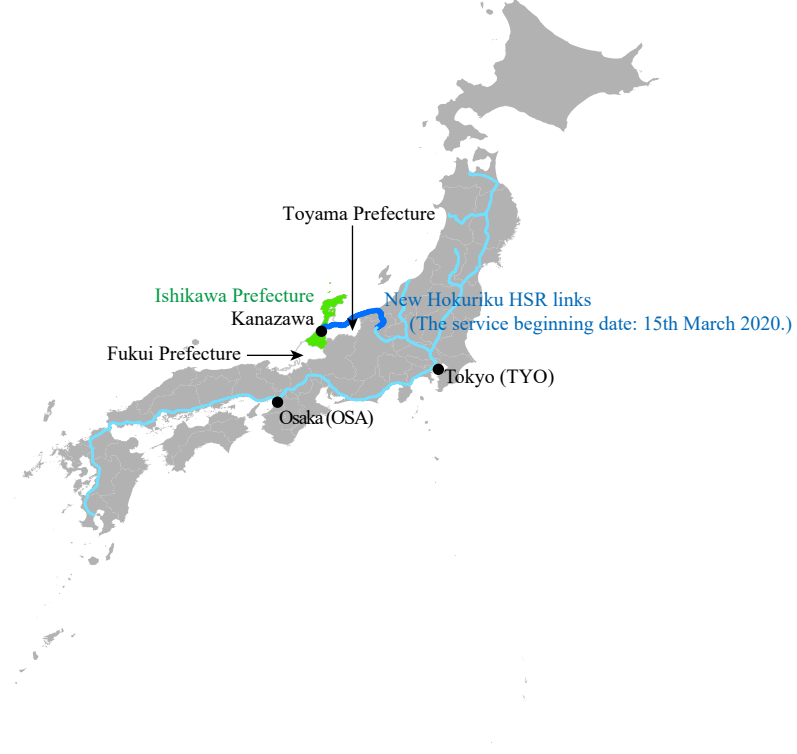 Toyama Prefecture
Ishikawa Prefecture
New Hokuriku HSR links
Kanazawa
(The service beginning date: 15th March 2020.)
Fukui Prefecture
Tokyo (TYO)
Osaka (OSA)